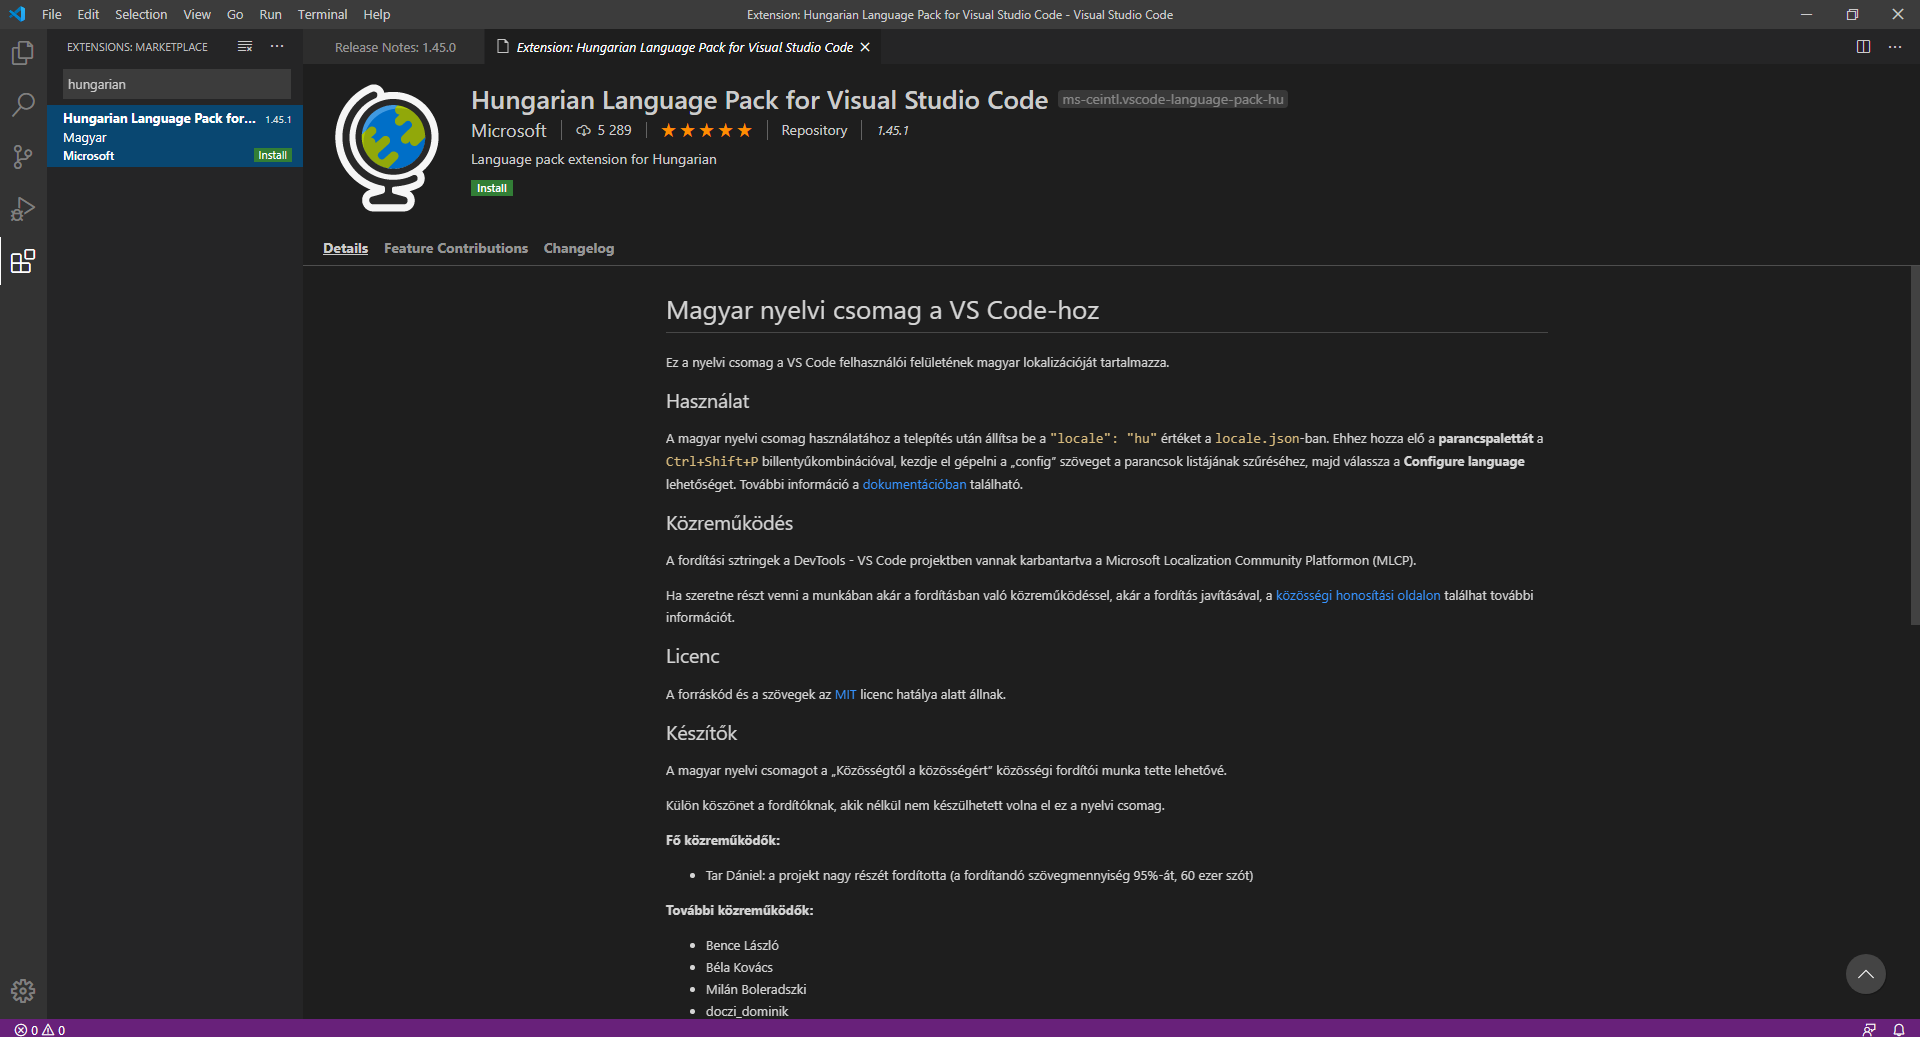 File Edit Selection View Go Run Terminal Help
Extension: Hungarian Language Pack for Visual Studio Code - Visual Studio Code
EXTENSIONS: MARKETPLACE
hungarian
Hungarian Language Pack for... 1.45.1
Magyar
Microsoft Install
Release Notes: 1.45.0
Extension: Hungarian Language Pack for Visual Studio Code
Hungarian Language Pack for Visual Studio Code ms-ceintl.vscode-language-pack-hu
Microsoft 5 289 Repository 1.45.1
Language pack extension for Hungarian
Install
Details Feature Contributions Changelog
Magyar nyelvi csomag a VS Code-hoz
Ez a nyelvi csomag a VS Code felhasználói felületének magyar lokalizációját tartalmazza.
Használat
A magyar nyelvi csomag használatához a telepítés után állítsa be a "locale": "hu" értéket a locale.json-ban. Ehhez hozza elő a parancspalettát a
Ctrl+Shift+P billentyűkombinációval, kezdje el gépelni a „config” szöveget a parancsok listájának szűréséhez, majd válassza a Configure language
lehetőséget. További információ a dokumentációban található.
Közreműködés
A fordítási sztringek a DevTools - VS Code projektben vannak karbantartva a Microsoft Localization Community Platformon (MLCP).
Ha szeretne részt venni a munkában akár a fordításban való közreműködéssel, akár a fordítás javításával, a közösségi honosítási oldalon találhat további
információt.
Licenc
A forráskód és a szövegek az MIT licenc hatálya alatt állnak.
Készítők
A magyar nyelvi csomagot a „Közösségtől a közösségért” közösségi fordítói munka tette lehetővé.
Külön köszönet a fordítóknak, akik nélkül nem készülhetett volna el ez a nyelvi csomag.
Fő közreműködők:
Tar Dániel: a projekt nagy részét fordította (a fordítandó szövegmennyiség 95%-át, 60 ezer szót)
További közreműködők:
Bence László
Béla Kovács
Milán Boleradszki
doczi_dominik
0 0